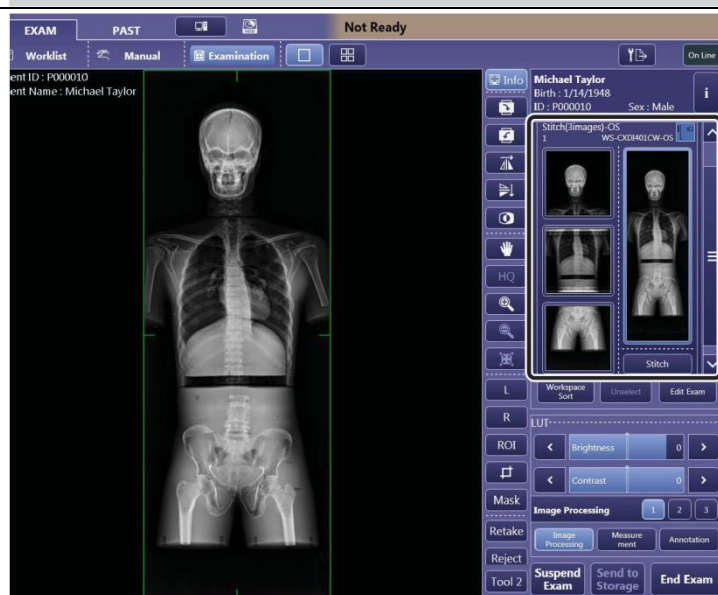 EXAM PAST Not Ready
Worklist Manual Examination On Line
ent ID : P000010
ent Name : Michael Taylor
Info
Michael Taylor
Birth : 1/14/1948
ID : P000010 Sex : Male
i
Stitch(3images)-OS
1 WS-CXDI401CW-OS
Stitch
HQ
L
R
ROI
Mask
Retake
Reject
Tool 2
Workspace
Sort
Unselect
Edit Exam
LUT
Brightness 0
Contrast 0
Image Processing 1 2 3
Image
Processing
Measure
ment
Annotation
Suspend
Exam
Send to
Storage
End Exam